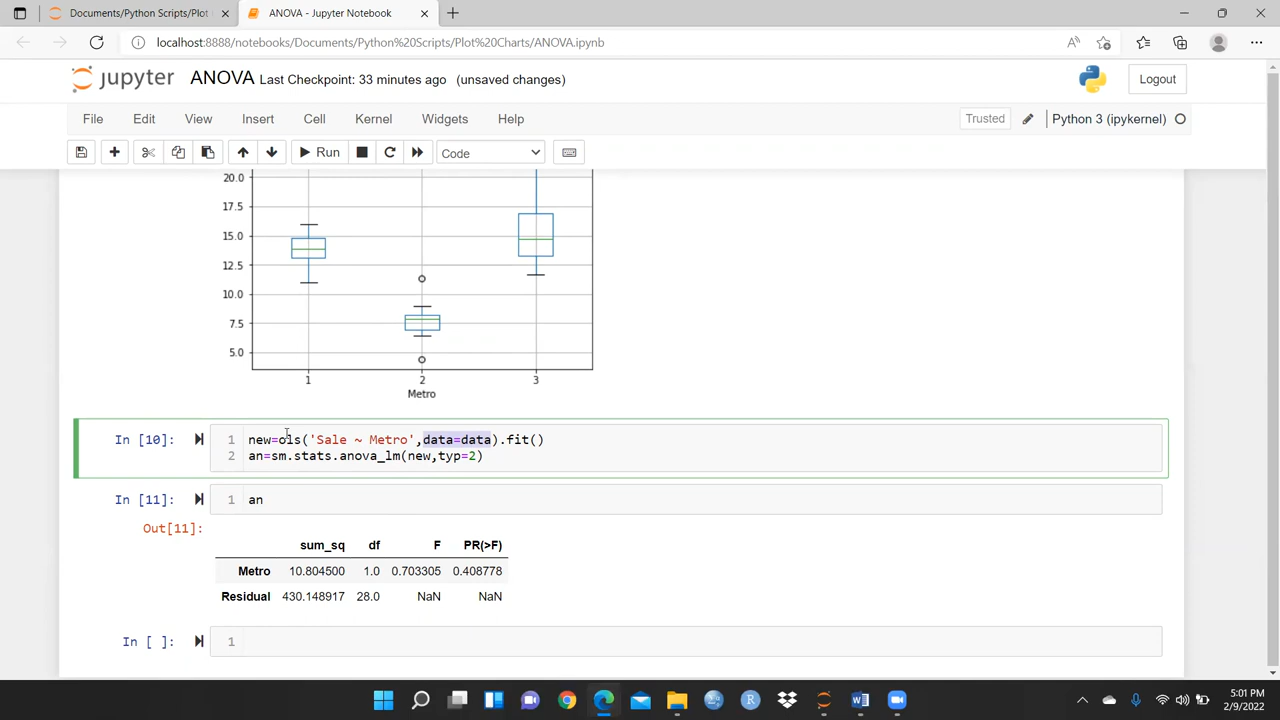 Documents/Python Scripts/Plot
ANOVA - Jupyter Notebook
localhost:8888/notebooks/Documents/Python%20Scripts/Plot%20Charts/ANOVA.ipynb
jupyter ANOVA Last Checkpoint: 33 minutes ago (unsaved changes)
Logout
File Edit View Insert Cell Kernel Widgets Help
Trusted
Python 3 (ipykernel)
Run
Code
20.0
17.5
15.0
12.5
10.0
7.5
5.0
1 2 3
Metro
In [10]:
1 new=ols('Sale ~ Metro',data=data).fit()
2 an=sm.stats.anova_lm(new,typ=2)
In [11]:
1 an
Out[11]:
sum_sq df F PR(>F)
Metro 10.804500 1.0 0.703305 0.408778
Residual 430.148917 28.0 NaN NaN
In [ ]:
1
5:01 PM
2/9/2022